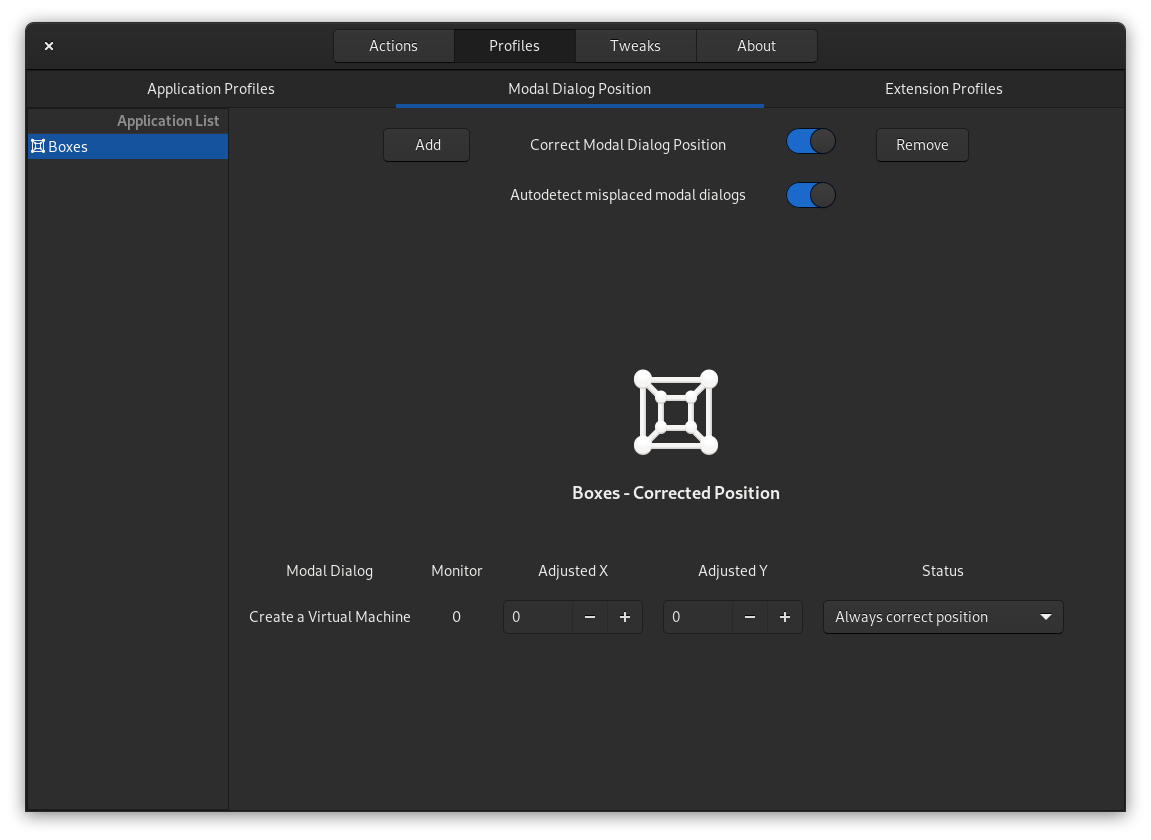 Actions Profiles Tweaks About
Application Profiles Modal Dialog Position Extension Profiles
Application List
Boxes
Add Correct Modal Dialog Position Remove
Autodetect misplaced modal dialogs
Boxes - Corrected Position
Modal Dialog Monitor Adjusted X Adjusted Y Status
Create a Virtual Machine 0 0 − + 0 − + Always correct position